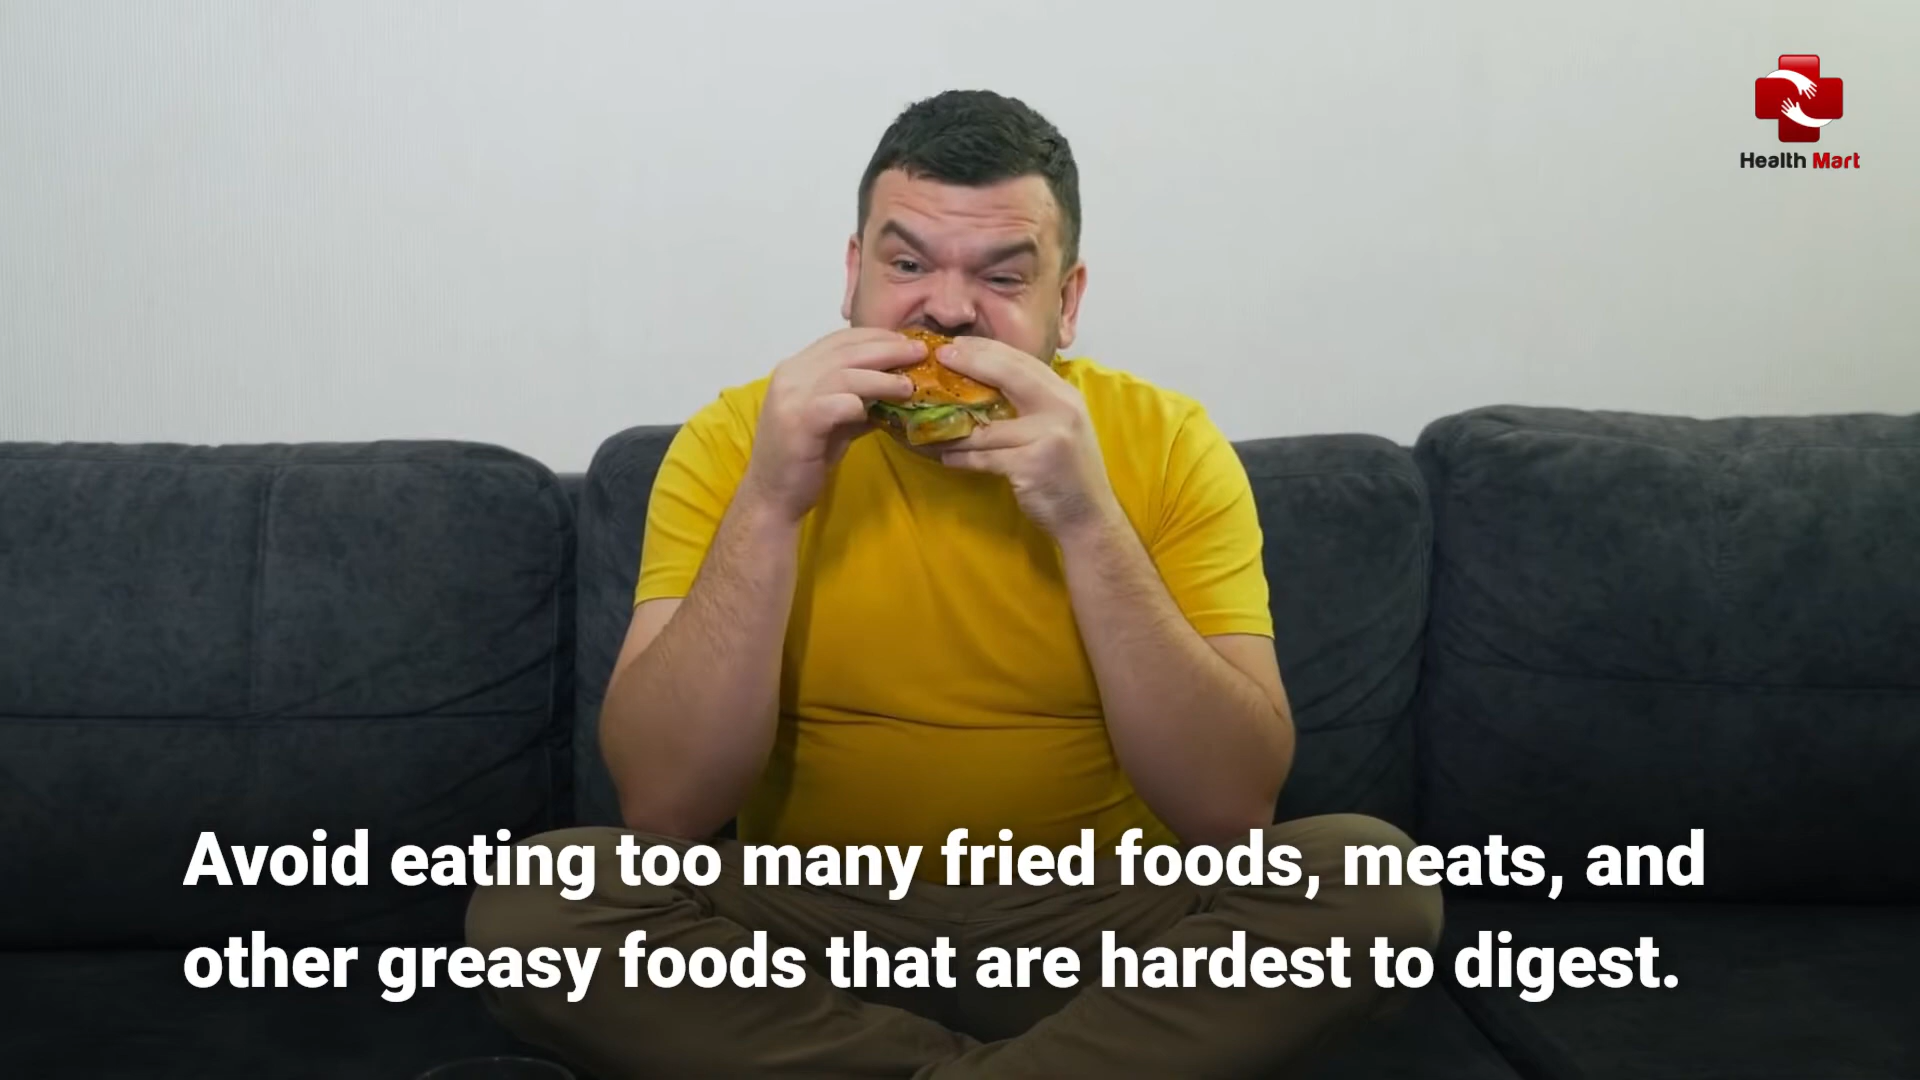 Health Mart
Avoid eating too many fried foods, meats, and
other greasy foods that are hardest to digest.